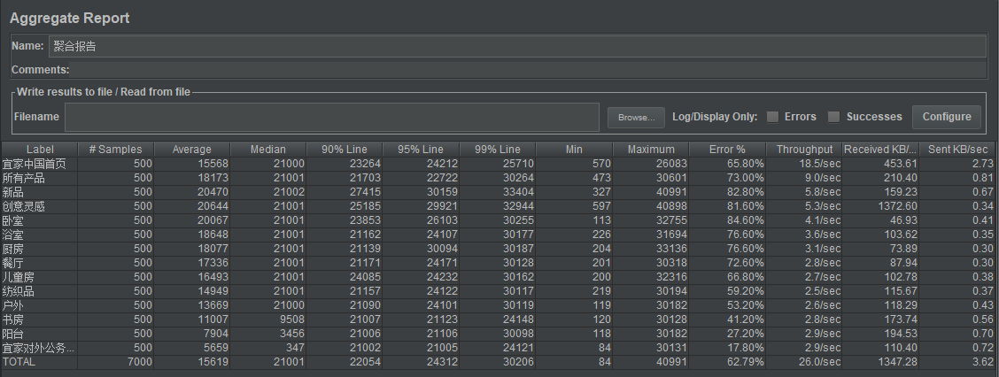 Aggregate Report
Name: 聚合报告
Comments:
Write results to file / Read from file
Filename Browse... Log/Display Only: Errors Successes Configure
Label # Samples Average Median 90% Line 95% Line 99% Line Min Maximum Error % Throughput Received KB/... Sent KB/sec
宜家中国首页 500 15568 21000 23264 24212 25710 570 26083 65.80% 18.5/sec 453.61 2.73
所有产品 500 18173 21001 21703 22722 30264 473 30601 73.00% 9.0/sec 210.40 0.81
新品 500 20470 21002 27415 30159 33404 327 40991 82.80% 5.8/sec 159.23 0.67
创意灵感 500 20644 21001 25185 29921 32944 597 40898 81.60% 5.3/sec 1372.60 0.34
卧室 500 20067 21001 23853 26103 30255 113 32755 84.60% 4.1/sec 46.93 0.41
浴室 500 18648 21001 21162 24107 30177 226 31694 76.60% 3.6/sec 103.62 0.35
厨房 500 18077 21001 21139 30094 30187 204 33136 76.60% 3.1/sec 73.89 0.30
餐厅 500 17336 21001 21171 24171 30128 201 30318 72.60% 2.8/sec 87.94 0.30
儿童房 500 16493 21001 24085 24232 30162 200 32316 66.80% 2.7/sec 102.78 0.38
纺织品 500 14949 21001 21157 24122 30117 219 30194 59.20% 2.5/sec 115.67 0.37
户外 500 13669 21000 21090 24101 30119 119 30182 53.20% 2.6/sec 118.29 0.43
书房 500 11007 9508 21007 21123 24148 120 30128 41.20% 2.8/sec 173.74 0.56
阳台 500 7904 3456 21006 21106 30098 118 30182 27.20% 2.9/sec 194.53 0.70
宜家对外公务... 500 5659 347 21002 21005 24121 84 30131 17.80% 2.9/sec 110.40 0.72
TOTAL 7000 15619 21001 22054 24312 30206 84 40991 62.79% 26.0/sec 1347.28 3.62